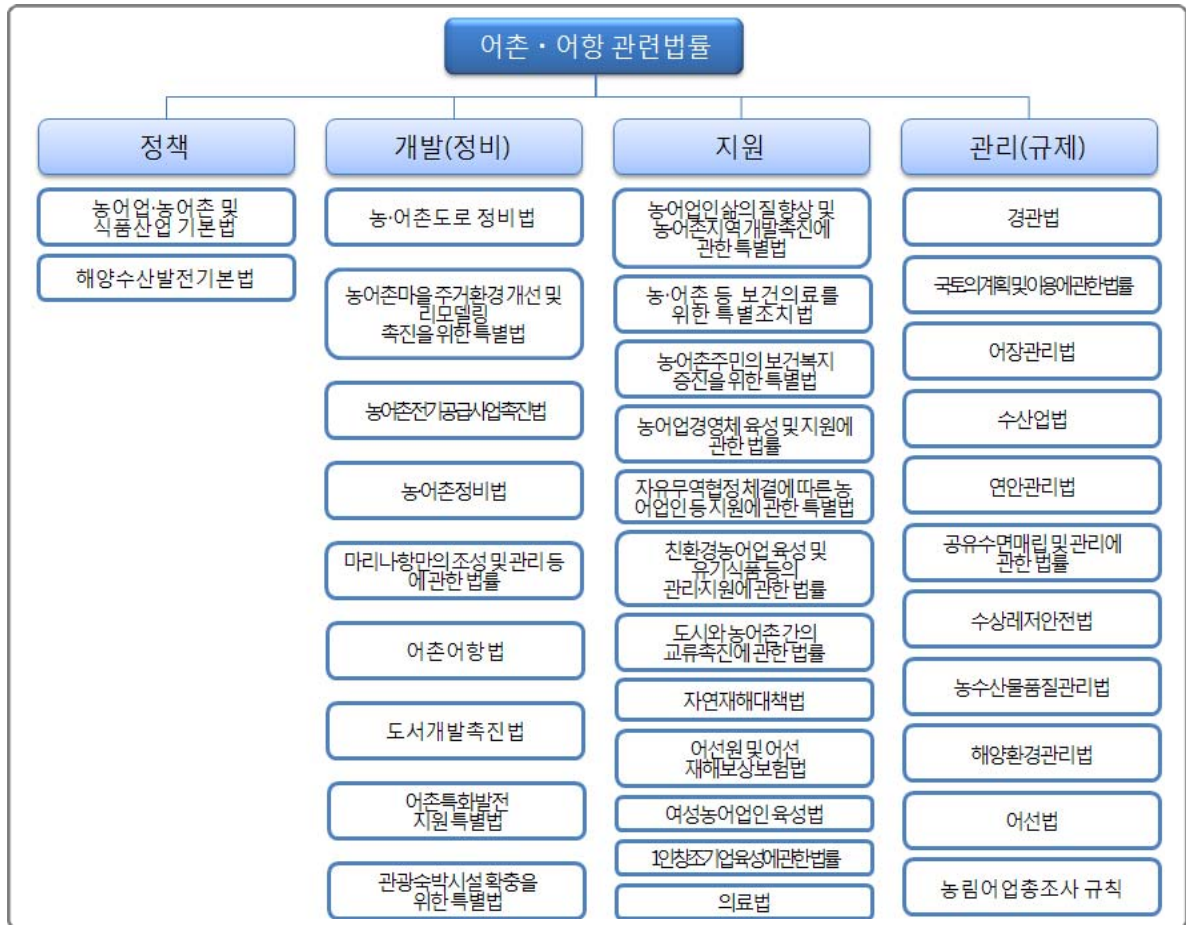 어촌・어항 관련법률
정책
농어업·농어촌 및
식품산업 기본법
해양수산발전기본법
개발(정비)
농·어촌도로 정비법
농어촌마을 주거환경 개선 및
리모델링
촉진을 위한 특별법
농어촌전기공급사업촉진법
농어촌정비법
마리나항만의 조성 및 관리 등
에 관한 법률
어촌어항법
도서개발촉진법
어촌특화발전
지원 특별법
관광숙박시설 확충을
위한 특별법
지원
농어업인 삶의 질 향상 및
농어촌지역 개발촉진에
관한 특별법
농·어촌 등 보건의료를
위한 특별조치법
농어촌주민의 보건복지
증진을 위한 특별법
농어업경영체 육성 및 지원에
관한 법률
자유무역협정 체결에 따른 농
어업인 등 지원에 관한 특별법
친환경농어업 육성 및
유기식품 등의
관리·지원에 관한 법률
도시와 농어촌 간의
교류촉진에 관한 법률
자연재해대책법
어선원 및 어선
재해보상보험법
여성농어업인 육성법
1인창조기업육성에관한법률
의료법
관리(규제)
경관법
국토의계획및이용에관한법률
어장관리법
수산업법
연안관리법
공유수면매립 및 관리에
관한 법률
수상레저안전법
농수산물품질관리법
해양환경관리법
어선법
농림어업총조사 규칙